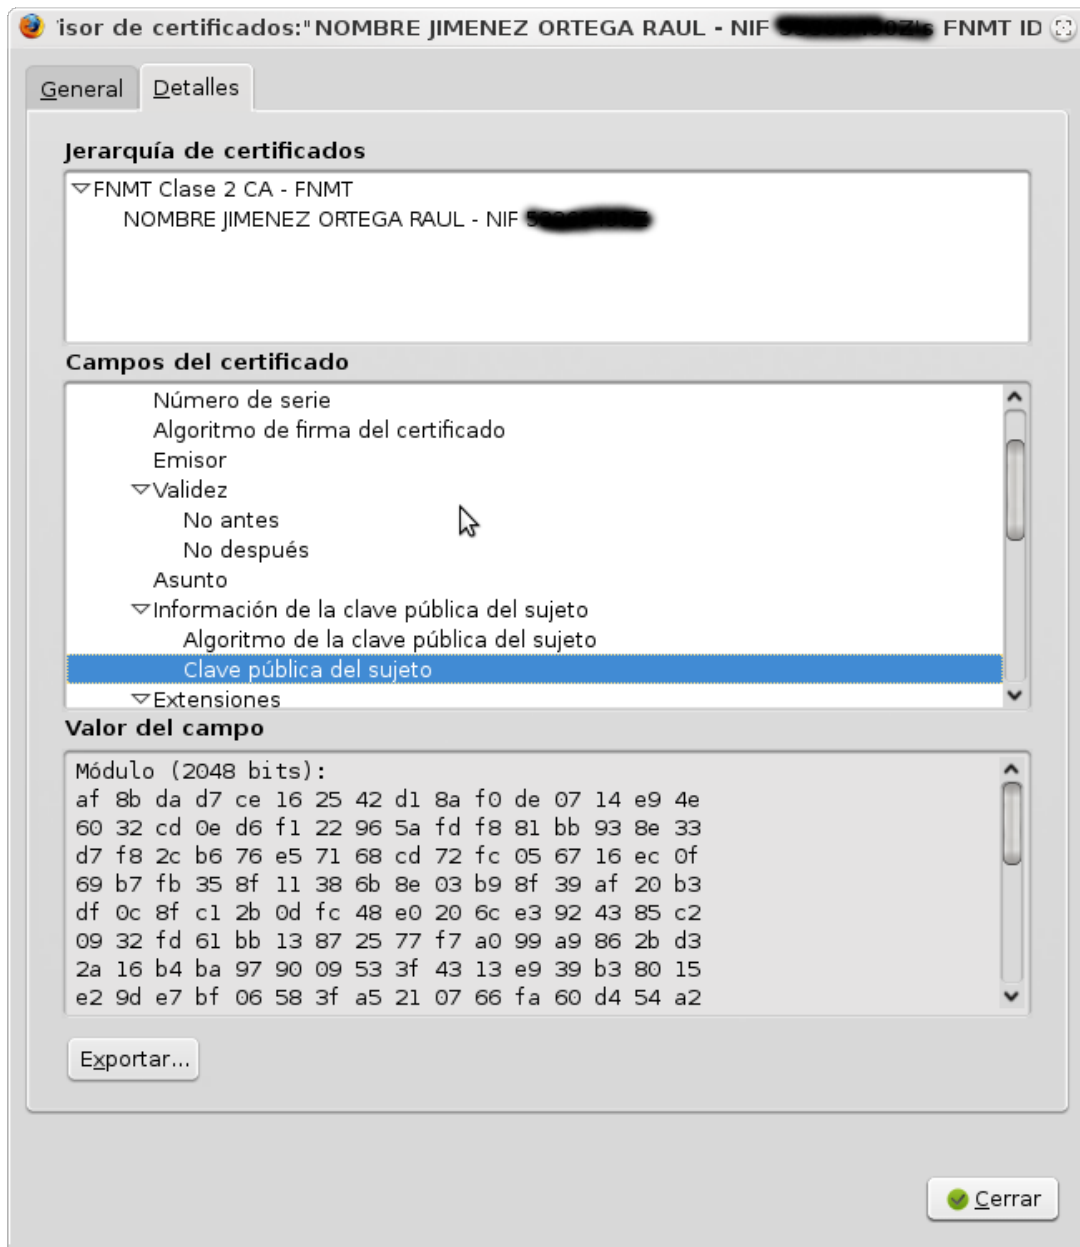 isor de certificados:"NOMBRE JIMENEZ ORTEGA RAUL - NIF FNMT ID
General Detalles
Jerarquía de certificados
FNMT Clase 2 CA - FNMT
NOMBRE JIMENEZ ORTEGA RAUL - NIF
Campos del certificado
Número de serie
Algoritmo de firma del certificado
Emisor
Validez
No antes
No después
Asunto
Información de la clave pública del sujeto
Algoritmo de la clave pública del sujeto
Clave pública del sujeto
Extensiones
Valor del campo
Módulo (2048 bits):
af 8b da d7 ce 16 25 42 d1 8a f0 de 07 14 e9 4e
60 32 cd 0e d6 f1 22 96 5a fd f8 81 bb 93 8e 33
d7 f8 2c b6 76 e5 71 68 cd 72 fc 05 67 16 ec 0f
69 b7 fb 35 8f 11 38 6b 8e 03 b9 8f 39 af 20 b3
df 0c 8f c1 2b 0d fc 48 e0 20 6c e3 92 43 85 c2
09 32 fd 61 bb 13 87 25 77 f7 a0 99 a9 86 2b d3
2a 16 b4 ba 97 90 09 53 3f 43 13 e9 39 b3 80 15
e2 9d e7 bf 06 58 3f a5 21 07 66 fa 60 d4 54 a2
Exportar...
Cerrar